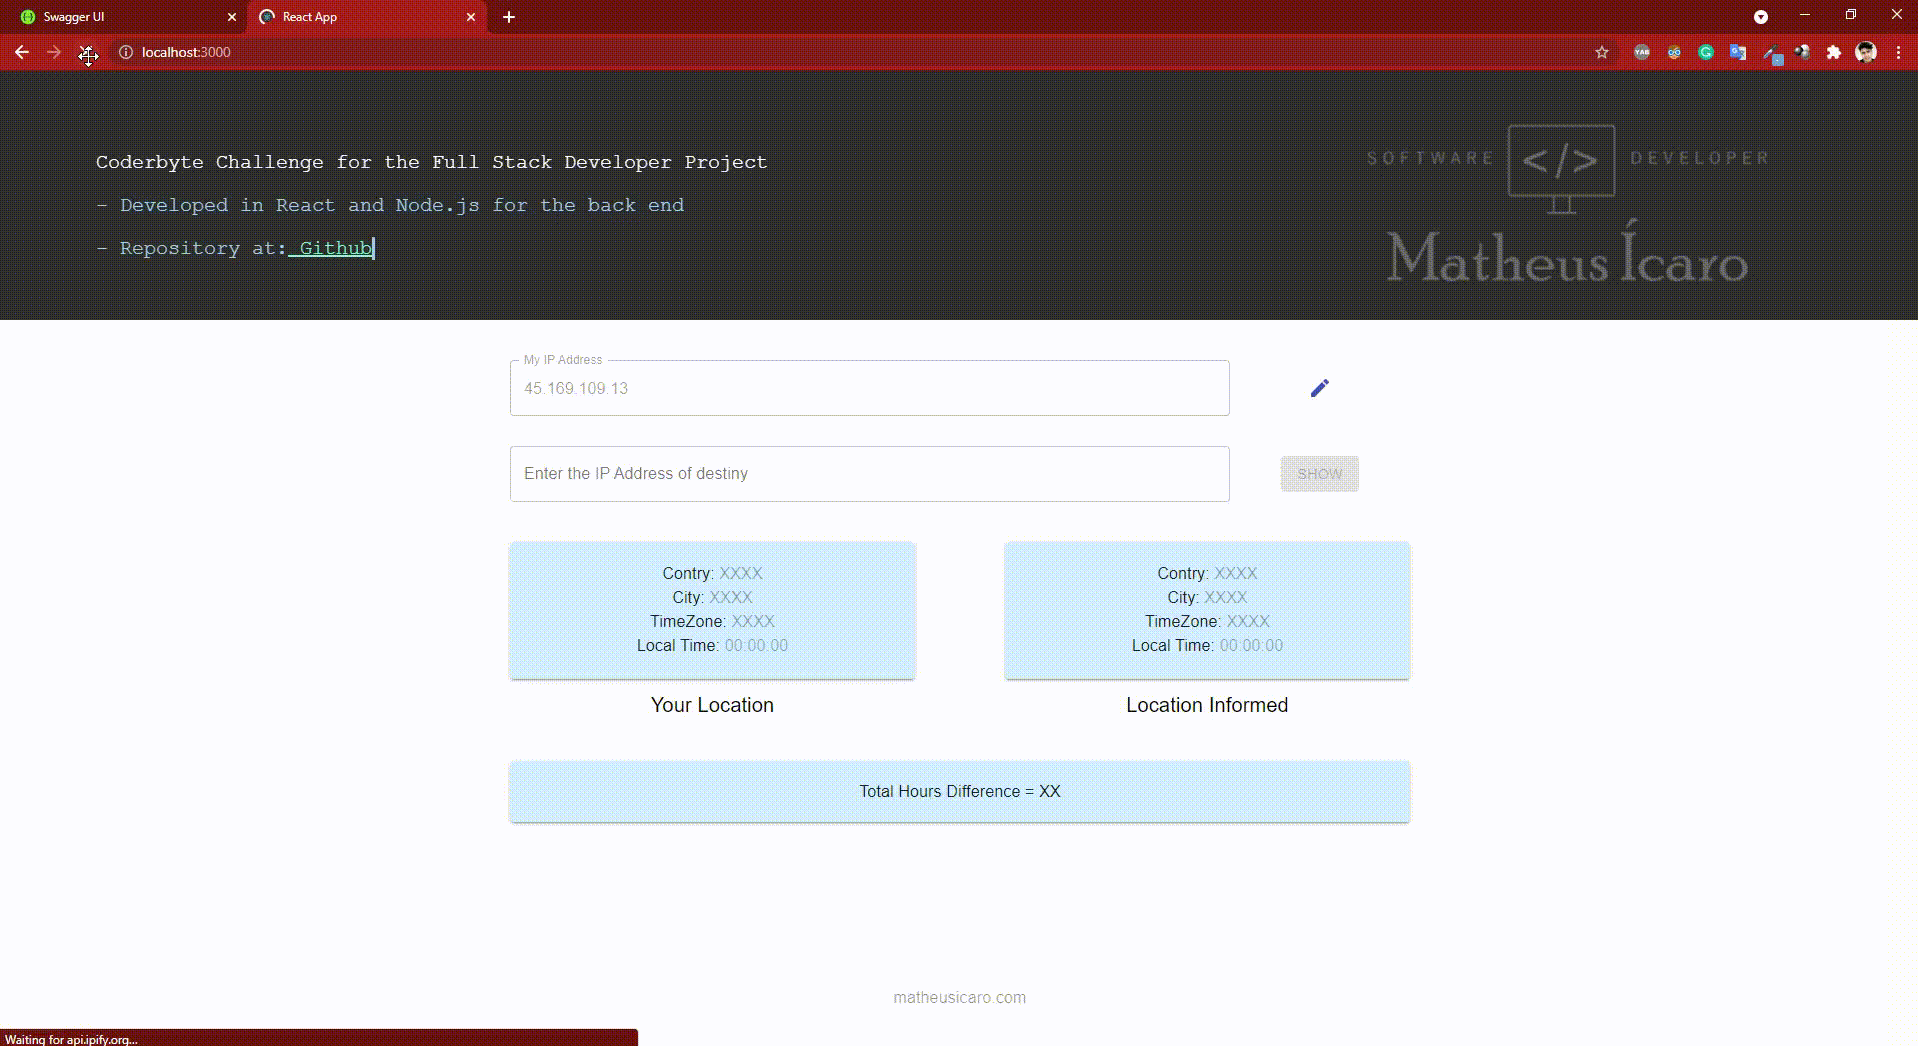 Swagger UI
React App
localhost:3000
Coderbyte Challenge for the Full Stack Developer Project
- Developed in React and Node.js for the back end
- Repository at: Github
SOFTWARE </> DEVELOPER
Matheus Ícaro
My IP Address
45.169.109.13
Enter the IP Address of destiny
SHOW
Contry: XXXX
City: XXXX
TimeZone: XXXX
Local Time: 00:00:00
Your Location
Contry: XXXX
City: XXXX
TimeZone: XXXX
Local Time: 00:00:00
Location Informed
Total Hours Difference = XX
matheusicaro.com
Waiting for api.ipify.org...